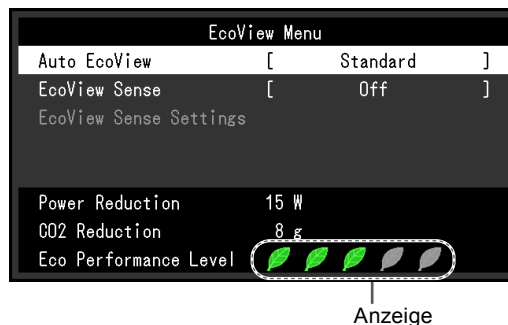 EcoView Menu
Auto EcoView [ Standard ]
EcoView Sense [ Off ]
EcoView Sense Settings
Power Reduction 15 W
CO2 Reduction 8 g
Eco Performance Level
Anzeige